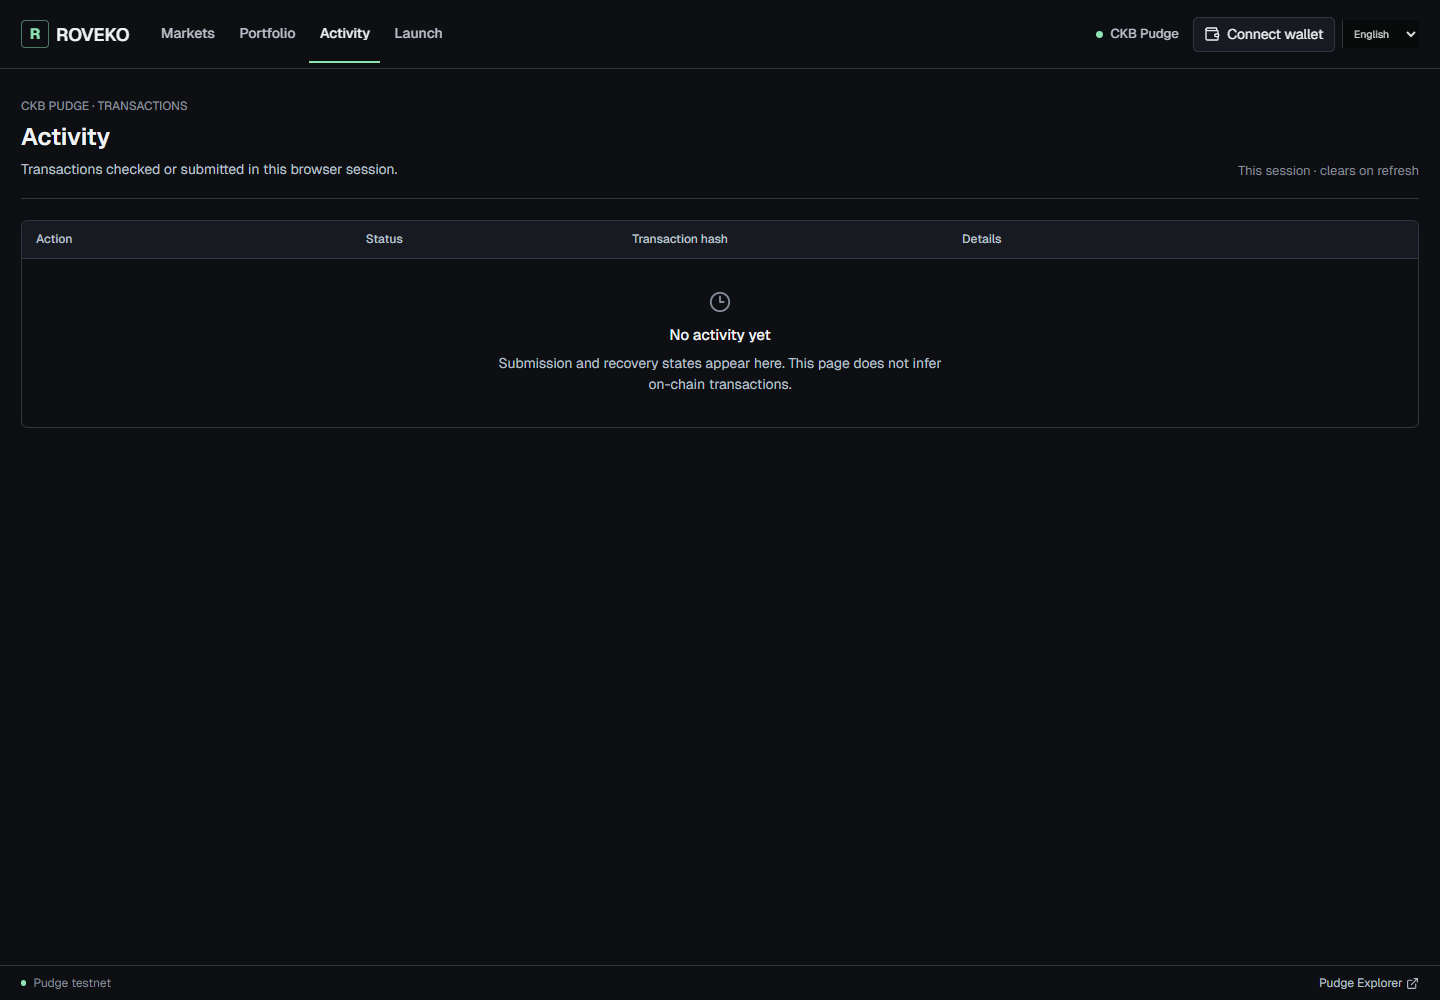 R ROVEKO Markets Portfolio Activity Launch CKB Pudge Connect wallet English
CKB PUDGE · TRANSACTIONS
Activity
Transactions checked or submitted in this browser session.
This session · clears on refresh
Action Status Transaction hash Details
No activity yet
Submission and recovery states appear here. This page does not infer
on-chain transactions.
Pudge testnet Pudge Explorer